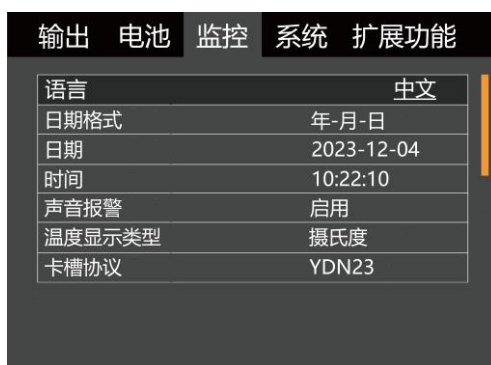 输出 电池 监控 系统 扩展功能
语言 中文
日期格式 年-月-日
日期 2023-12-04
时间 10:22:10
声音报警 启用
温度显示类型 摄氏度
卡槽协议 YDN23